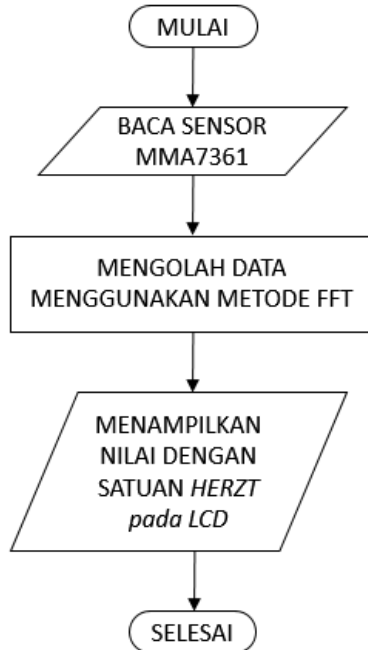 MULAI
BACA SENSOR
MMA7361
MENGOLAH DATA
MENGGUNAKAN METODE FFT
MENAMPILKAN
NILAI DENGAN
SATUAN HERZT
pada LCD
SELESAI